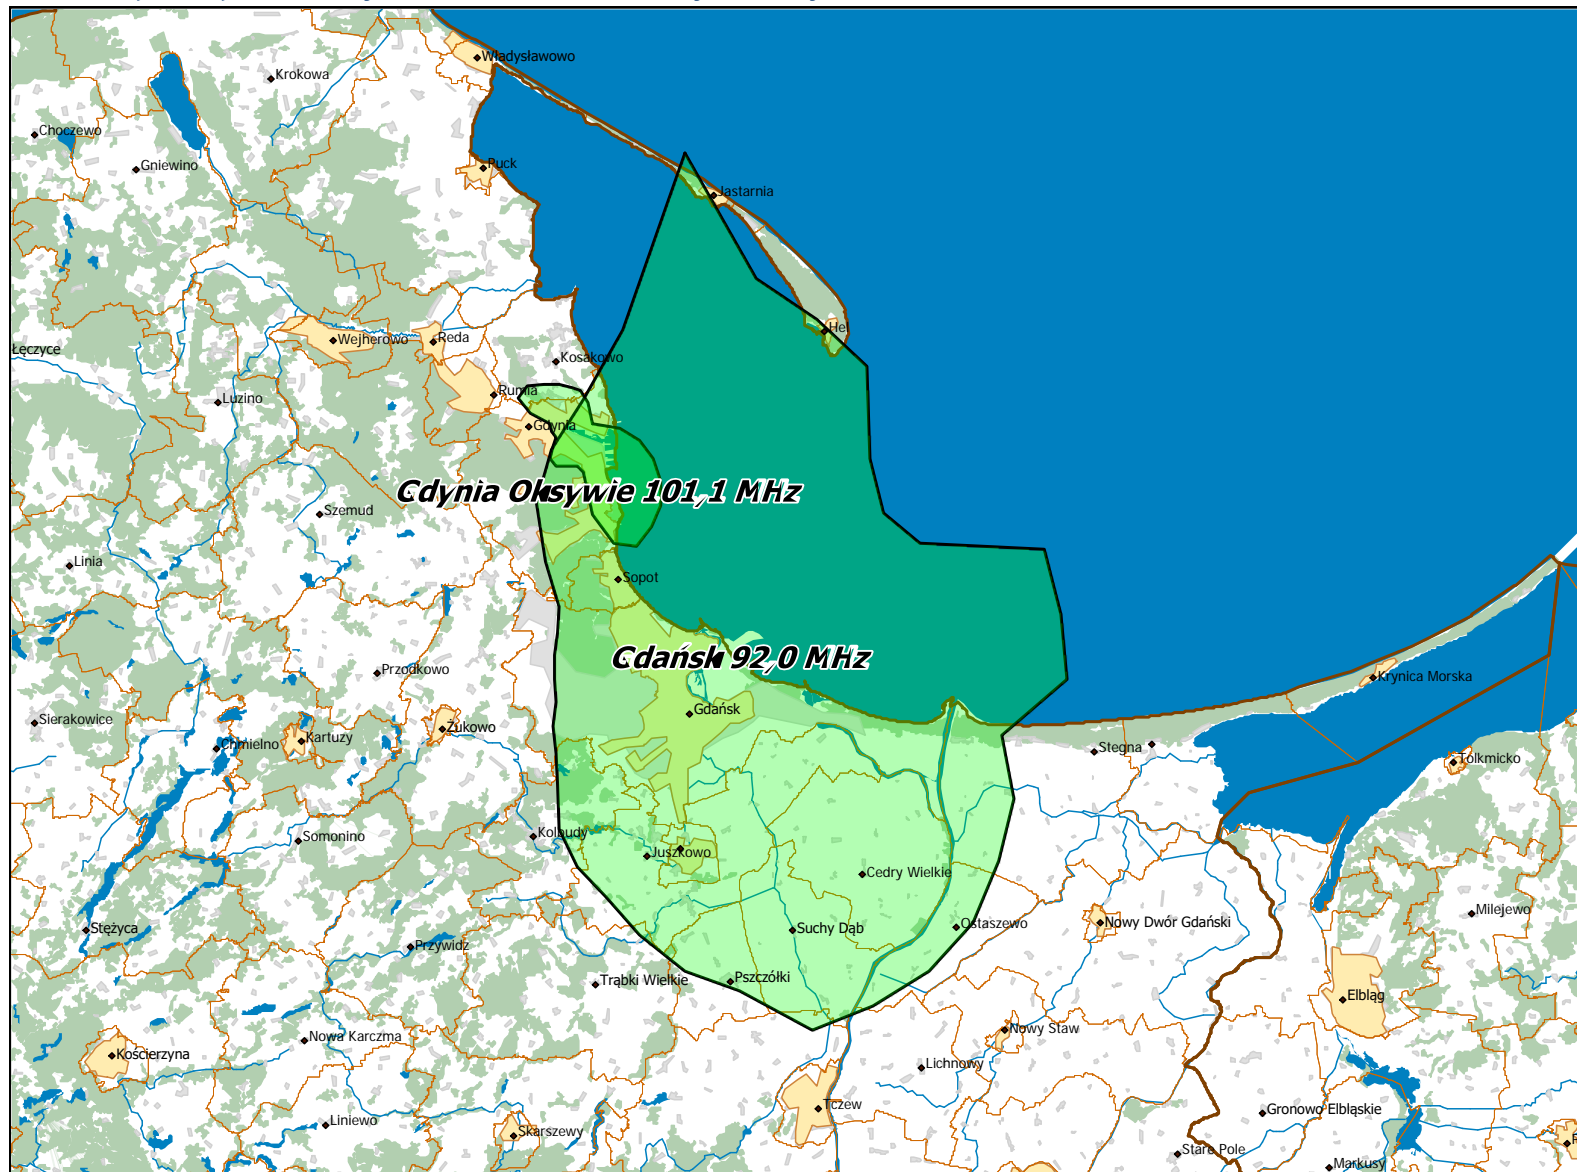 Władysławowo
Krokowa
Choczewo
Gniewino
Puck
Jastarnia
Hel
Wejherowo
Reda
Łęczyce
Kosakowo
Rumia
Luzino
Gdynia
Gdynia Oksywie 101,1 MHz
Szemud
Linia
Sopot
Gdańsk 92,0 MHz
Przodkowo
Krynica Morska
Gdańsk
Sierakowice
Żukowo
Kartuzy
Chmielno
Stegna
Tolkmicko
Kolbudy
Somonino
Juszkowo
Cedry Wielkie
Milejewo
Stężyca
Suchy Dąb
Ostaszewo
Nowy Dwór Gdański
Przywidz
Trąbki Wielkie
Pszczółki
Elbląg
Nowa Karczma
Nowy Staw
Kościerzyna
Lichnowy
Tczew
Gronowo Elbląskie
Liniewo
Skarszewy
Stare Pole
Markusy